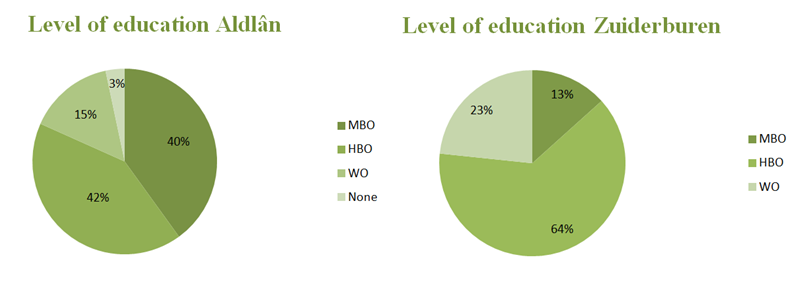 Level of education Aldlân
3%
15%
40%
42%
MBO
HBO
WO
None
Level of education Zuiderburen
13%
23%
64%
MBO
HBO
WO